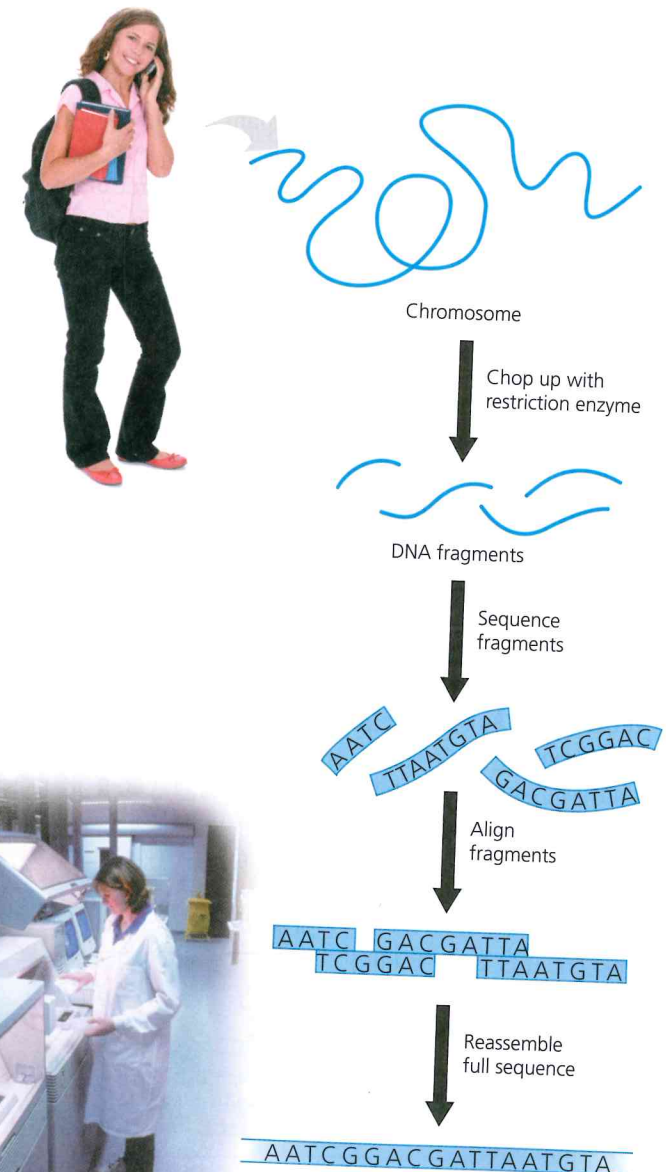 Chromosome
Chop up with
restriction enzyme
DNA fragments
Sequence
fragments
AATC
TTAATGTA
TCGGAC
GACGATTA
Align
fragments
AATC GACGATTA
TCGGAC TTAATGTA
Reassemble
full sequence
AATCGGACGATTAATGTA